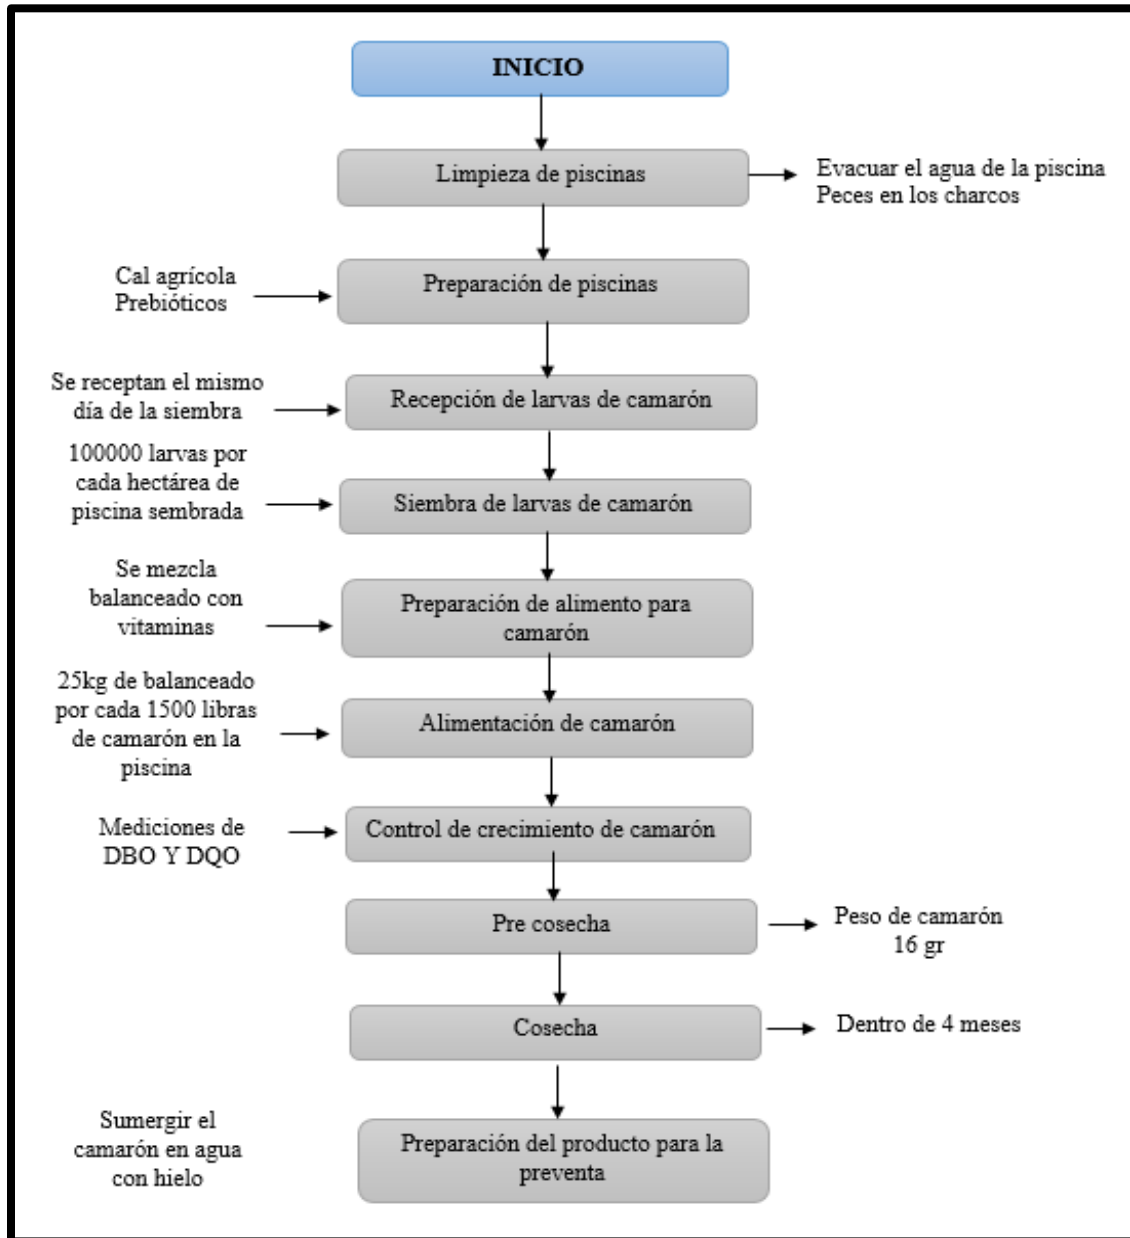 INICIO
Limpieza de piscinas
Evacuar el agua de la piscina
Peces en los charcos
Cal agrícola
Prebióticos
Preparación de piscinas
Se receptan el mismo
día de la siembra
Recepción de larvas de camarón
100000 larvas por
cada hectárea de
piscina sembrada
Siembra de larvas de camarón
Se mezcla
balanceado con
vitaminas
Preparación de alimento para
camarón
25kg de balanceado
por cada 1500 libras
de camarón en la
piscina
Alimentación de camarón
Mediciones de
DBO Y DQO
Control de crecimiento de camarón
Pre cosecha
Peso de camarón
16 gr
Cosecha
Dentro de 4 meses
Sumergir el
camarón en agua
con hielo
Preparación del producto para la
preventa